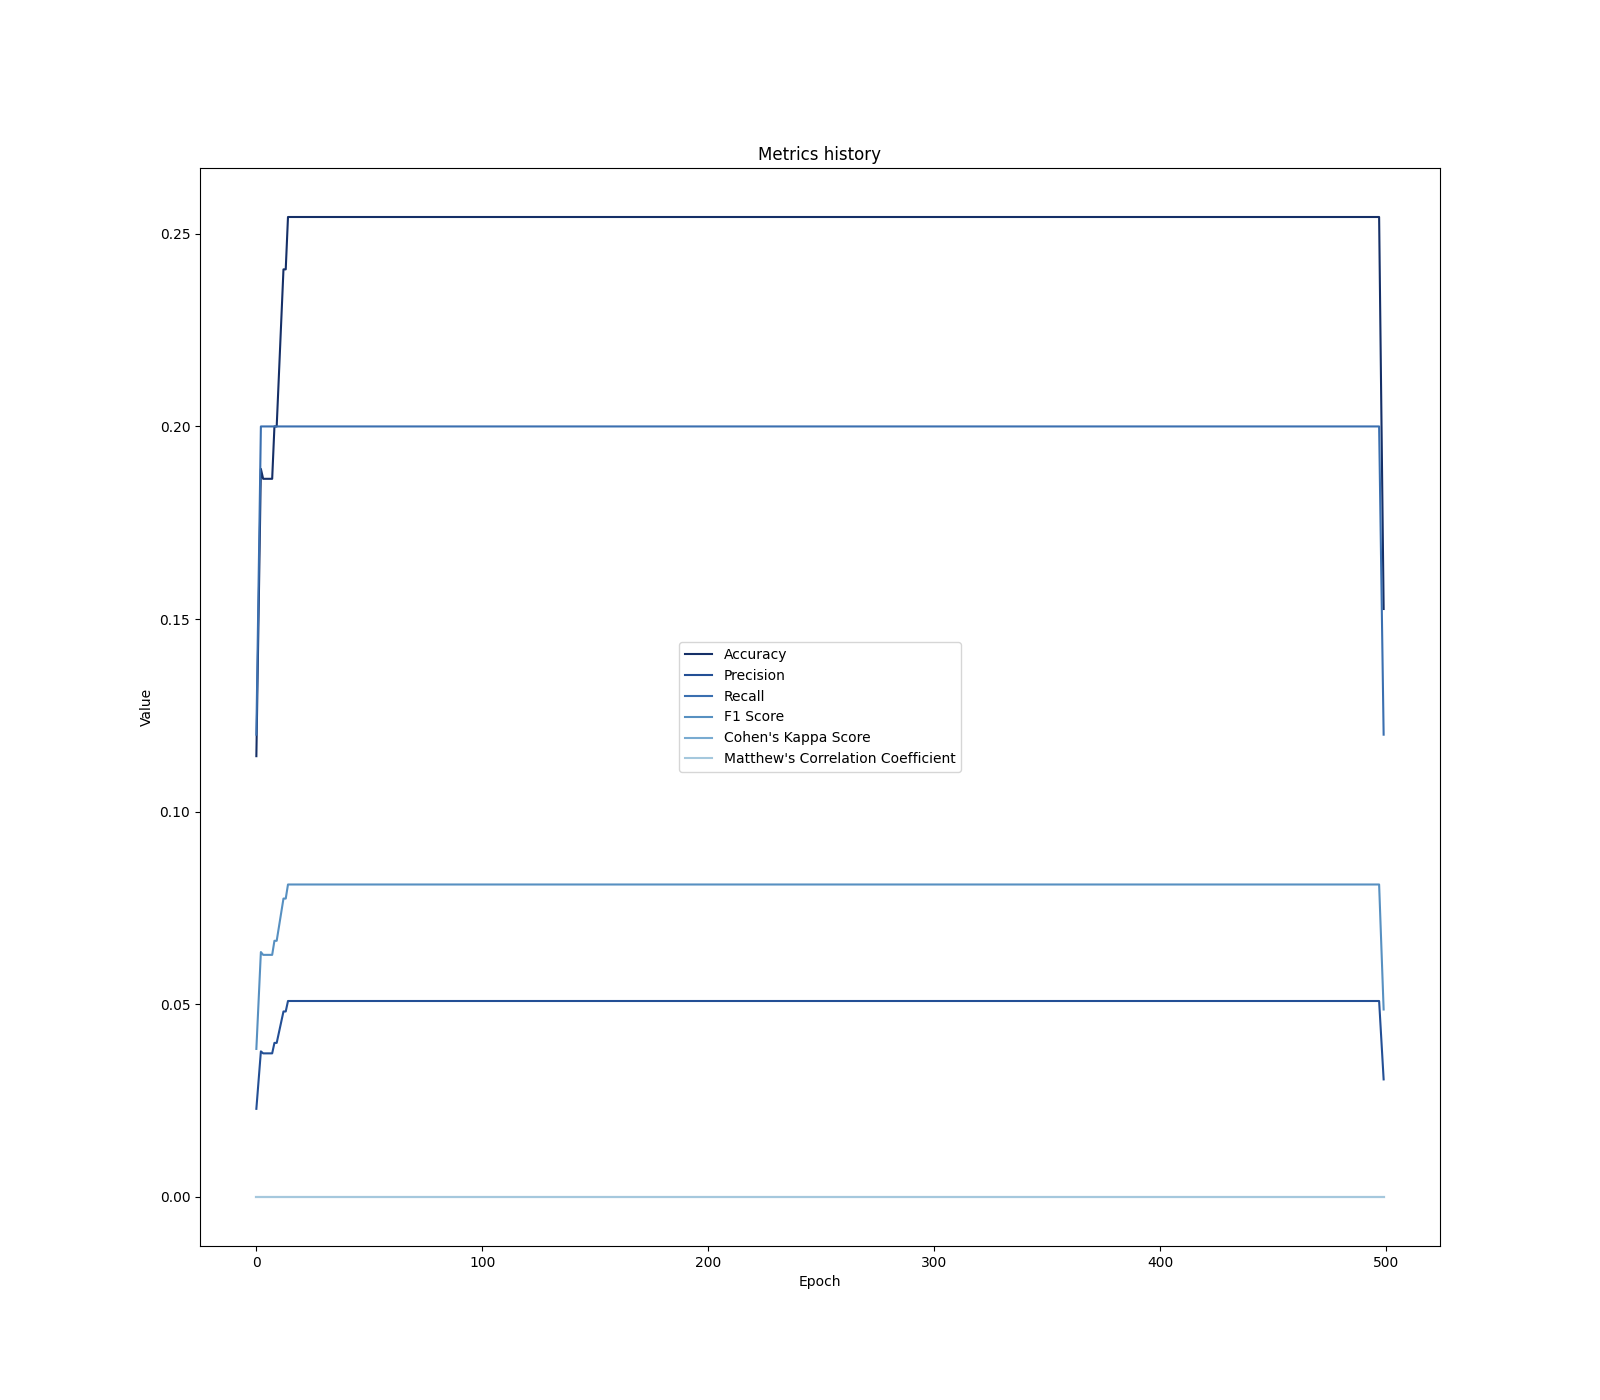 Metrics history
0.25
0.20
0.15
0.10
0.05
0.00
Value
Accuracy
Precision
Recall
F1 Score
Cohen's Kappa Score
Matthew's Correlation Coefficient
0 100 200 300 400 500
Epoch